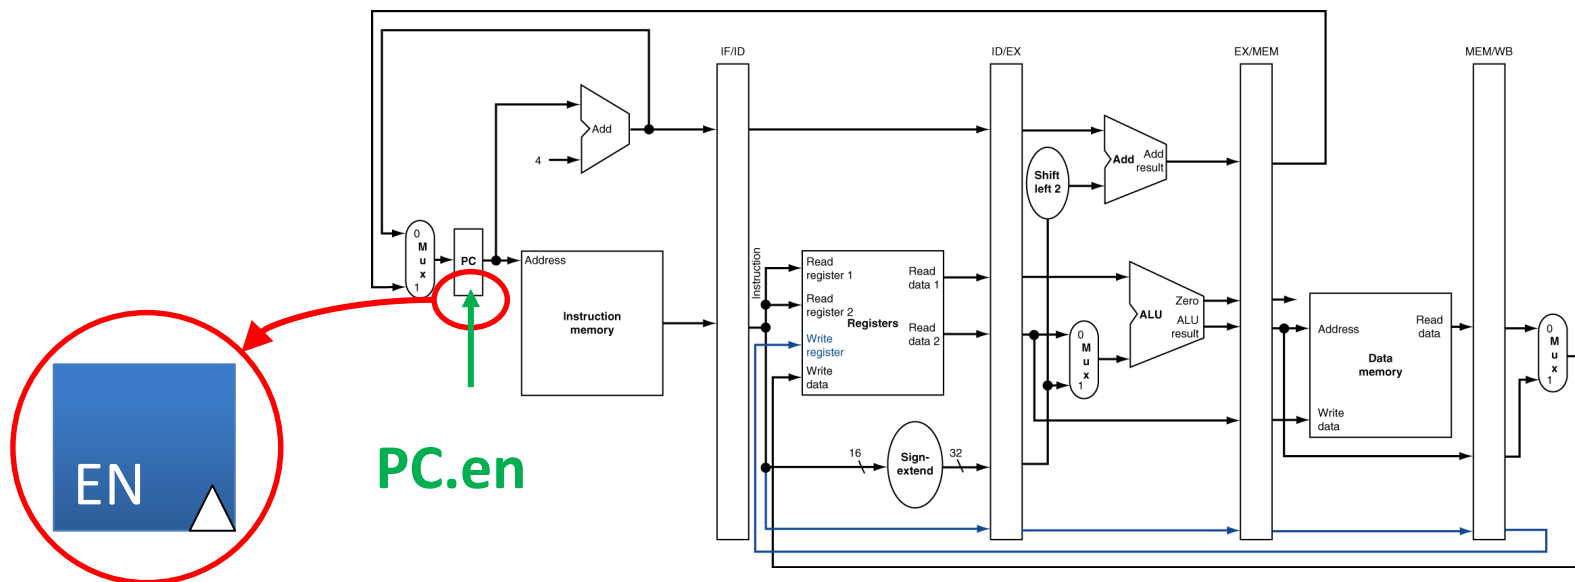 IF/ID
ID/EX
EX/MEM
MEM/WB
Add
4
Add
Add
result
Shift
left 2
0
M
u
x
1
PC
Address
Instruction
memory
Instruction
Read
register 1
Read
register 2
Write
register
Write
data
Registers
Read
data 1
Read
data 2
0
M
u
x
1
Zero
ALU
ALU
result
Address
Read
data
Data
memory
Write
data
0
M
u
x
1
16
Sign-
extend
32
EN
PC.en